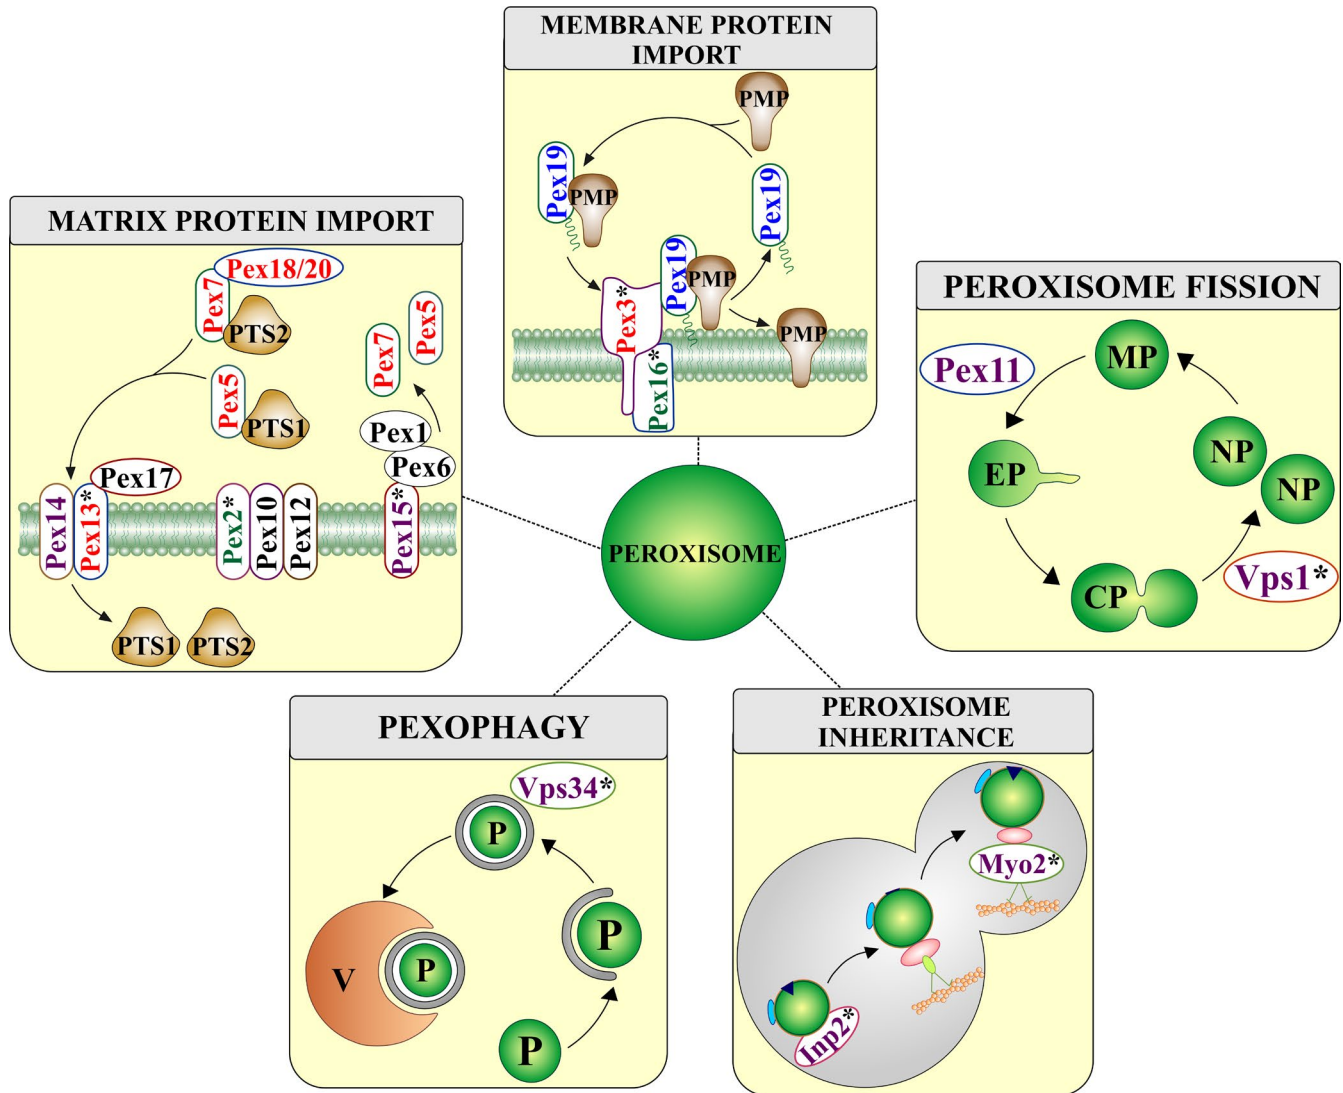 MEMBRANE PROTEIN
IMPORT
PMP
Pex19
PMP
Pex19
Pex19
PMP
Pex3*
PMP
Pex16*
MATRIX PROTEIN IMPORT
Pex18/20
Pex7
PTS2
Pex5
Pex7
Pex5
PTS1
Pex1
Pex6
Pex17
Pex14
Pex13*
Pex2*
Pex10
Pex12
Pex15*
PTS1
PTS2
PEROXISOME
PEROXISOME FISSION
Pex11
MP
EP
NP
NP
CP
Vps1*
PEXOPHAGY
Vps34*
P
P
V
P
P
PEROXISOME
INHERITANCE
Myo2*
Inp2*